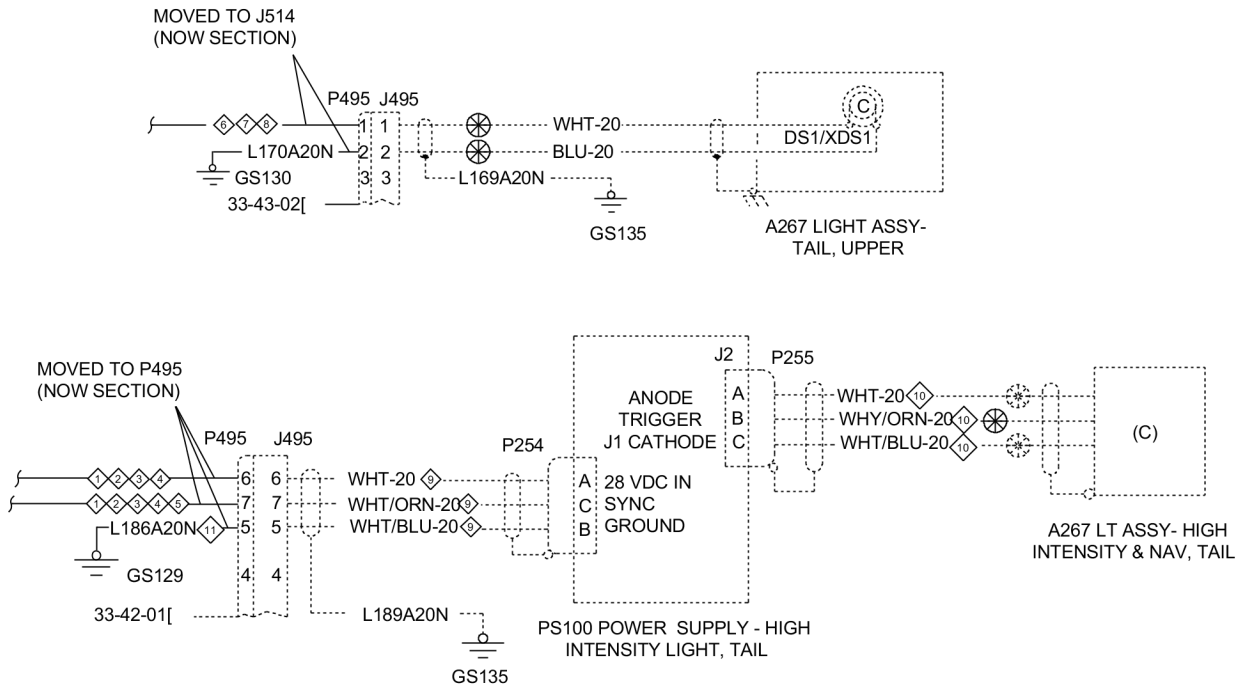 MOVED TO J514
(NOW SECTION)
P495 J495
6 7 8
1 1
WHT-20
C
DS1/XDS1
L170A20N
2 2
BLU-20
GS130
3 3
L169A20N
33-43-02[
GS135
A267 LIGHT ASSY-
TAIL, UPPER
MOVED TO P495
(NOW SECTION)
P495 J495
1 2 3 4
6 6
WHT-20 9
1 2 3 4 5
7 7
WHT/ORN-20 9
L186A20N 11
5 5
WHT/BLU-20 9
GS129
4 4
33-42-01[
L189A20N
GS135
P254
A 28 VDC IN
C SYNC
B GROUND
J2 P255
ANODE A
TRIGGER B
J1 CATHODE C
WHT-20 10
WHY/ORN-20 10
WHT/BLU-20 10
(C)
PS100 POWER SUPPLY - HIGH
INTENSITY LIGHT, TAIL
A267 LT ASSY- HIGH
INTENSITY & NAV, TAIL